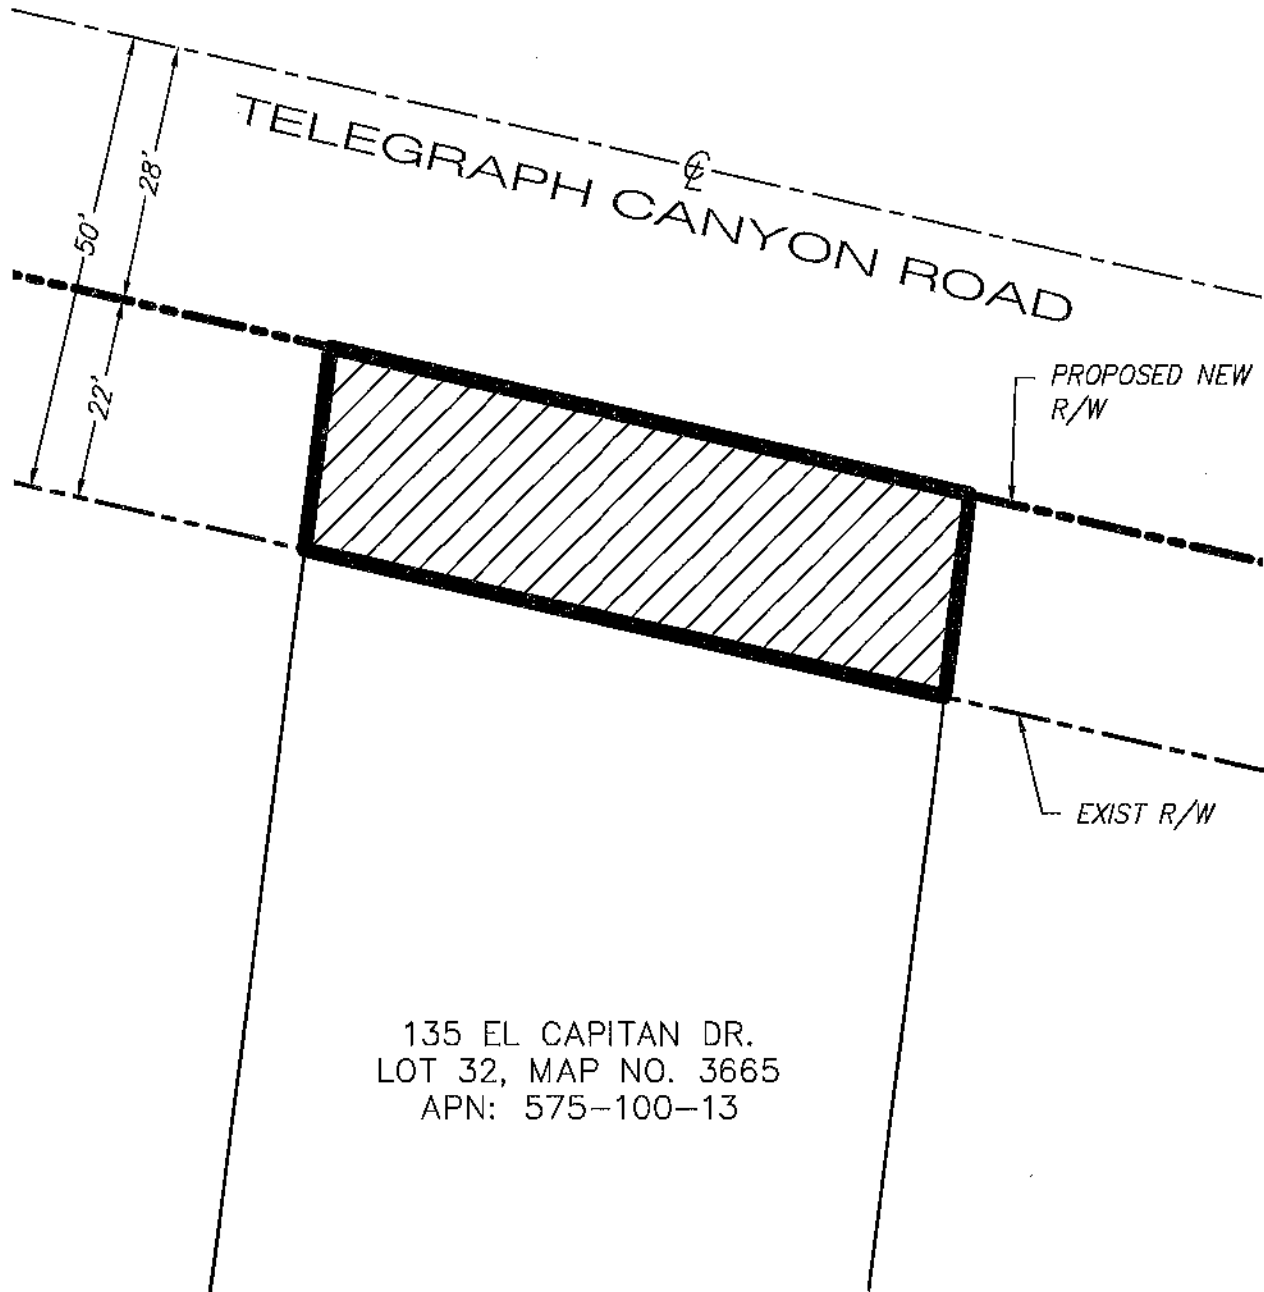 TELEGRAPH CANYON ROAD
℄
28'
50'
22'
PROPOSED NEW
R/W
EXIST R/W
135 EL CAPITAN DR.
LOT 32, MAP NO. 3665
APN: 575-100-13